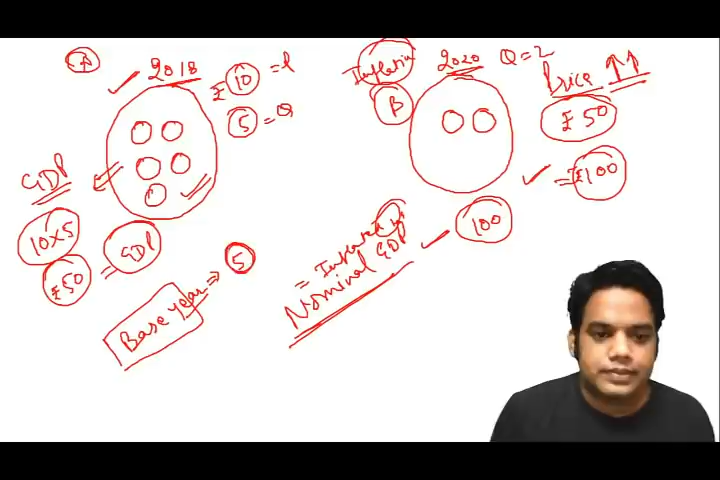 A
2018
₹ 10 = P
5 = Q
GDP
10×5
₹50 = GDP
Base year ⇒ 5
Inflation
B
2020
Q = 2
Price ↑↑
₹50
= ₹100
100
=
Nominal GDP